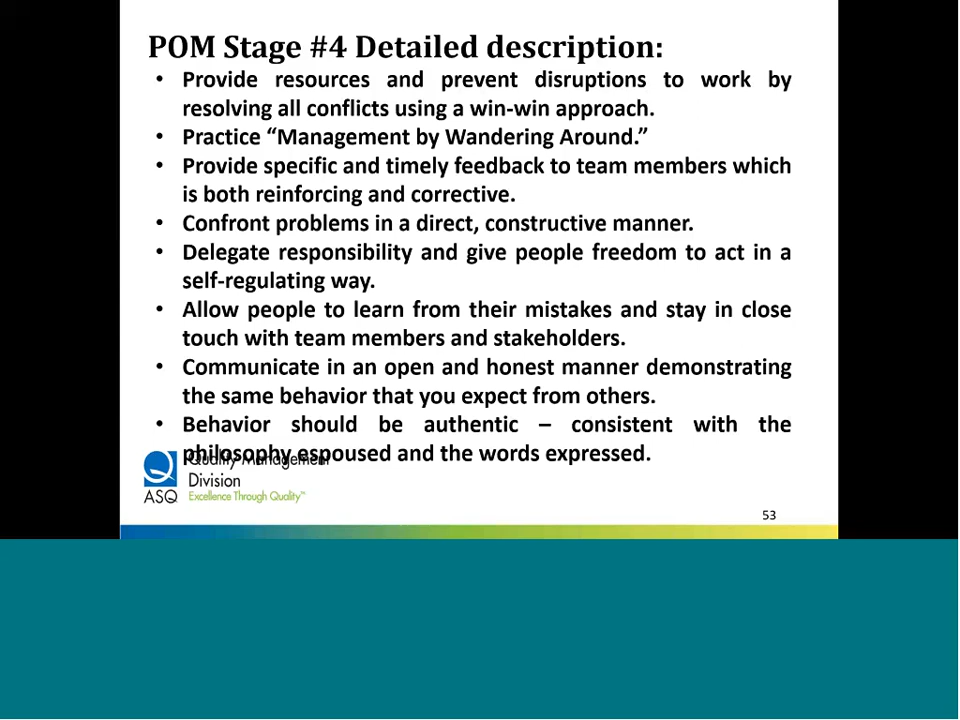 POM Stage #4 Detailed description:
• Provide resources and prevent disruptions to work by
resolving all conflicts using a win-win approach.
• Practice “Management by Wandering Around.”
• Provide specific and timely feedback to team members which
is both reinforcing and corrective.
• Confront problems in a direct, constructive manner.
• Delegate responsibility and give people freedom to act in a
self-regulating way.
• Allow people to learn from their mistakes and stay in close
touch with team members and stakeholders.
• Communicate in an open and honest manner demonstrating
the same behavior that you expect from others.
• Behavior should be authentic – consistent with the
philosophy espoused and the words expressed.
Quality Management
Division
Excellence Through Quality™
ASQ
53